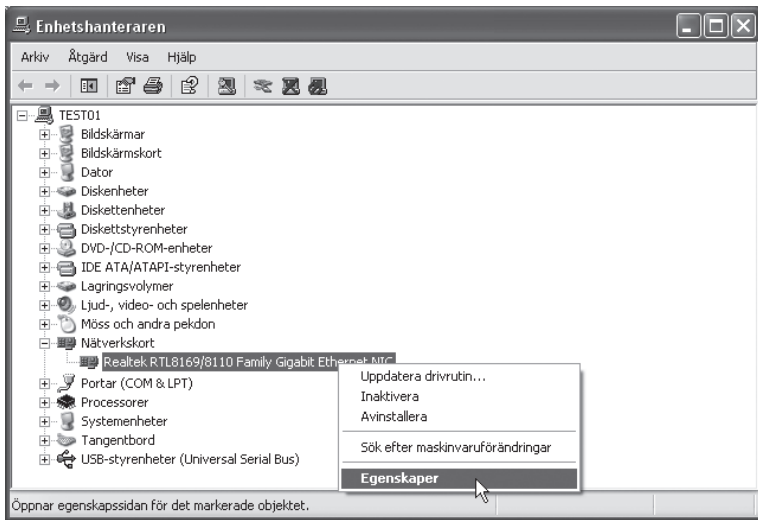 Enhetshanteraren
Arkiv Åtgärd Visa Hjälp
TEST01
Bildskärmar
Bildskärmskort
Dator
Diskenheter
Diskettenheter
Diskettstyrenheter
DVD-/CD-ROM-enheter
IDE ATA/ATAPI-styrenheter
Lagringsvolymer
Ljud-, video- och spelenheter
Möss och andra pekdon
Nätverkskort
Realtek RTL8169/8110 Family Gigabit Ethernet NIC
Portar (COM & LPT)
Processorer
Systemenheter
Tangentbord
USB-styrenheter (Universal Serial Bus)
Uppdatera drivrutin...
Inaktivera
Avinstallera
Sök efter maskinvaruförändringar
Egenskaper
Öppnar egenskapssidan för det markerade objektet.